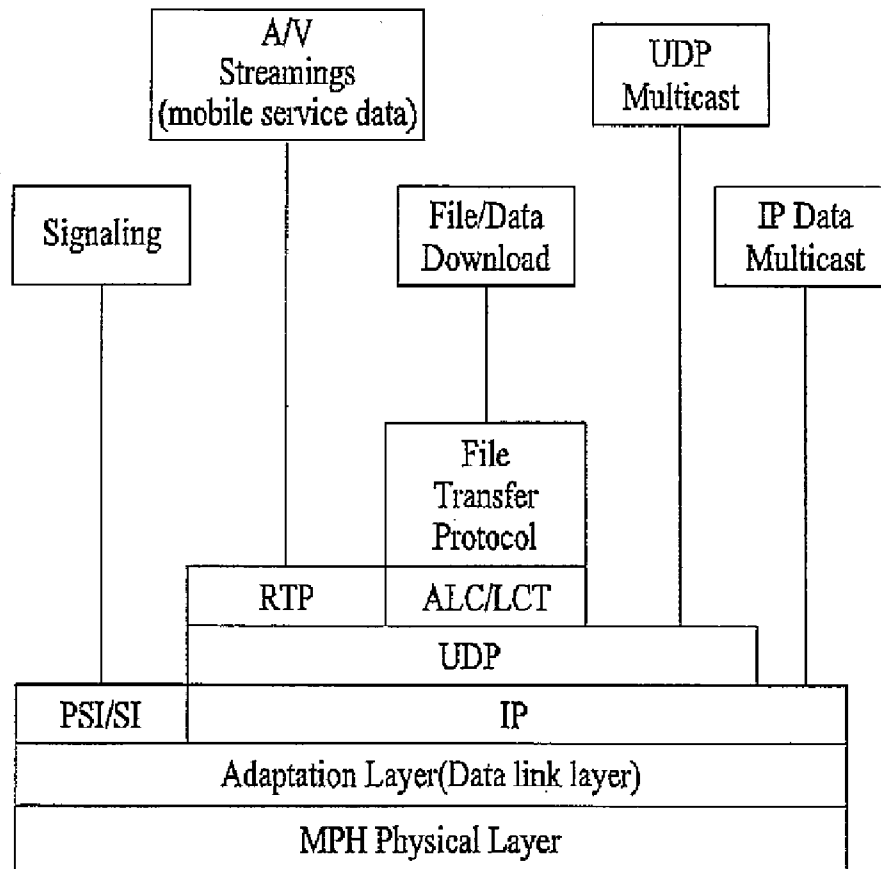 A/V
Streamings
(mobile service data)
UDP
Multicast
Signaling
File/Data
Download
IP Data
Multicast
File
Transfer
Protocol
RTP
ALC/LCT
UDP
PSI/SI
IP
Adaptation Layer(Data link layer)
MPH Physical Layer